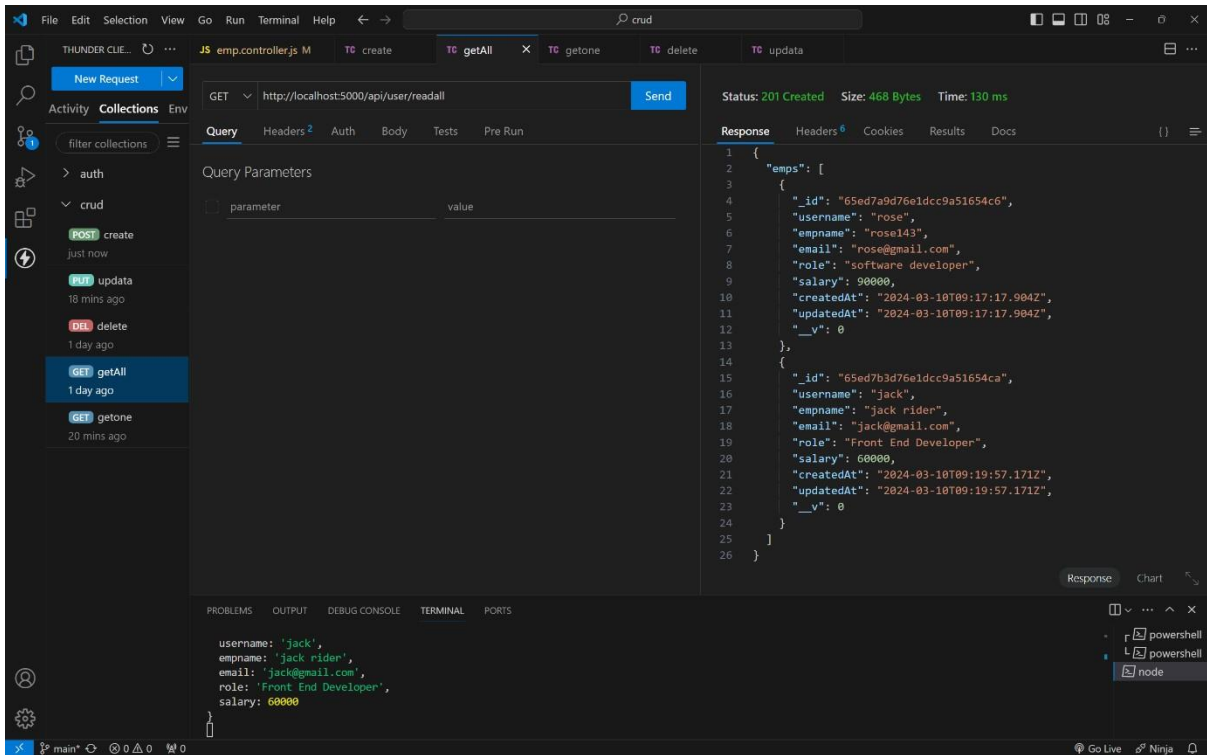 File Edit Selection View Go Run Terminal Help crud
THUNDER CLIE...
JS emp.controller.js M TC create TC getAll TC getone TC delete TC updata
New Request
Activity Collections Env
filter collections
auth
crud
POST create
just now
PUT updata
18 mins ago
DEL delete
1 day ago
GET getAll
1 day ago
GET getone
20 mins ago
GET http://localhost:5000/api/user/readall Send
Query Headers 2 Auth Body Tests Pre Run
Query Parameters
parameter value
Status: 201 Created Size: 468 Bytes Time: 130 ms
Response Headers 6 Cookies Results Docs {}
1 {
2 "emps": [
3 {
4 "_id": "65ed7a9d76e1dcc9a51654c6",
5 "username": "rose",
6 "empname": "rose143",
7 "email": "rose@gmail.com",
8 "role": "software developer",
9 "salary": 90000,
10 "createdAt": "2024-03-10T09:17:17.904Z",
11 "updatedAt": "2024-03-10T09:17:17.904Z",
12 "__v": 0
13 },
14 {
15 "_id": "65ed7b3d76e1dcc9a51654ca",
16 "username": "jack",
17 "empname": "jack rider",
18 "email": "jack@gmail.com",
19 "role": "Front End Developer",
20 "salary": 60000,
21 "createdAt": "2024-03-10T09:19:57.171Z",
22 "updatedAt": "2024-03-10T09:19:57.171Z",
23 "__v": 0
24 }
25 ]
26 }
Response Chart
PROBLEMS OUTPUT DEBUG CONSOLE TERMINAL PORTS
username: 'jack',
empname: 'jack rider',
email: 'jack@gmail.com',
role: 'Front End Developer',
salary: 60000
}
powershell
powershell
node
1
main* 0 0 0 Go Live Ninja